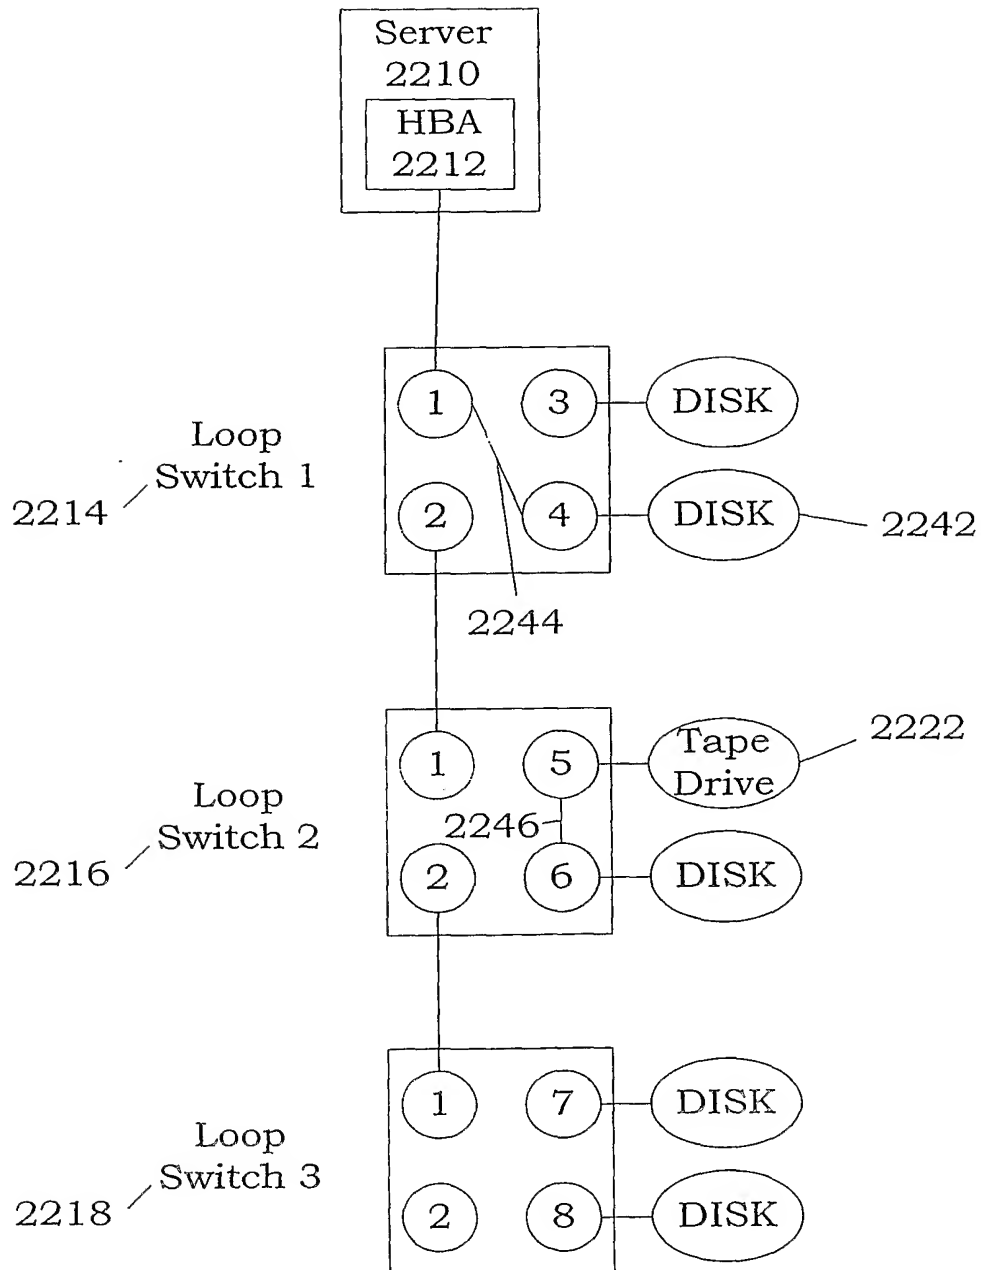 Server
2210
HBA
2212
1
3
DISK
Loop
Switch 1
2214
2
4
DISK
2242
2244
2222
1
5
Tape
Drive
Loop
Switch 2
2246
2216
2
6
DISK
1
7
DISK
Loop
Switch 3
2218
2
8
DISK